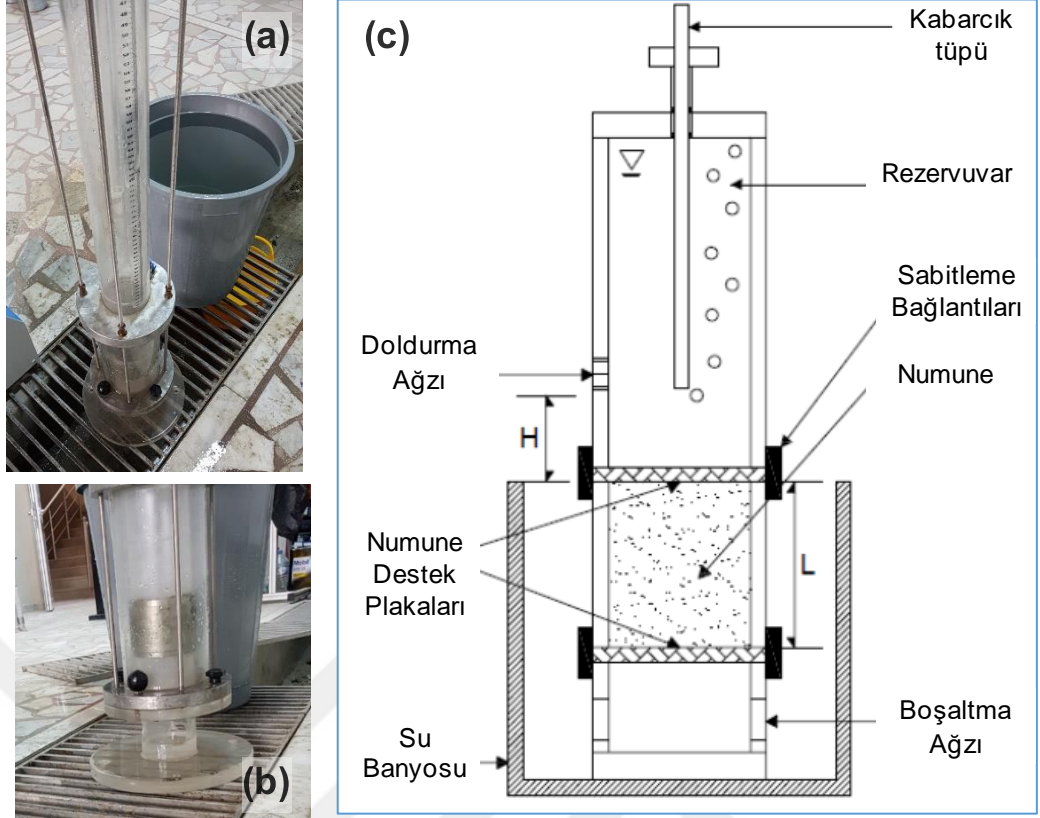 (a)
(b)
(c)
Kabarcık
tüpü
Rezervuvar
Sabitleme
Bağlantıları
Doldurma
Ağzı
Numune
H
Numune
Destek
Plakaları
L
Su
Banyosu
Boşaltma
Ağzı